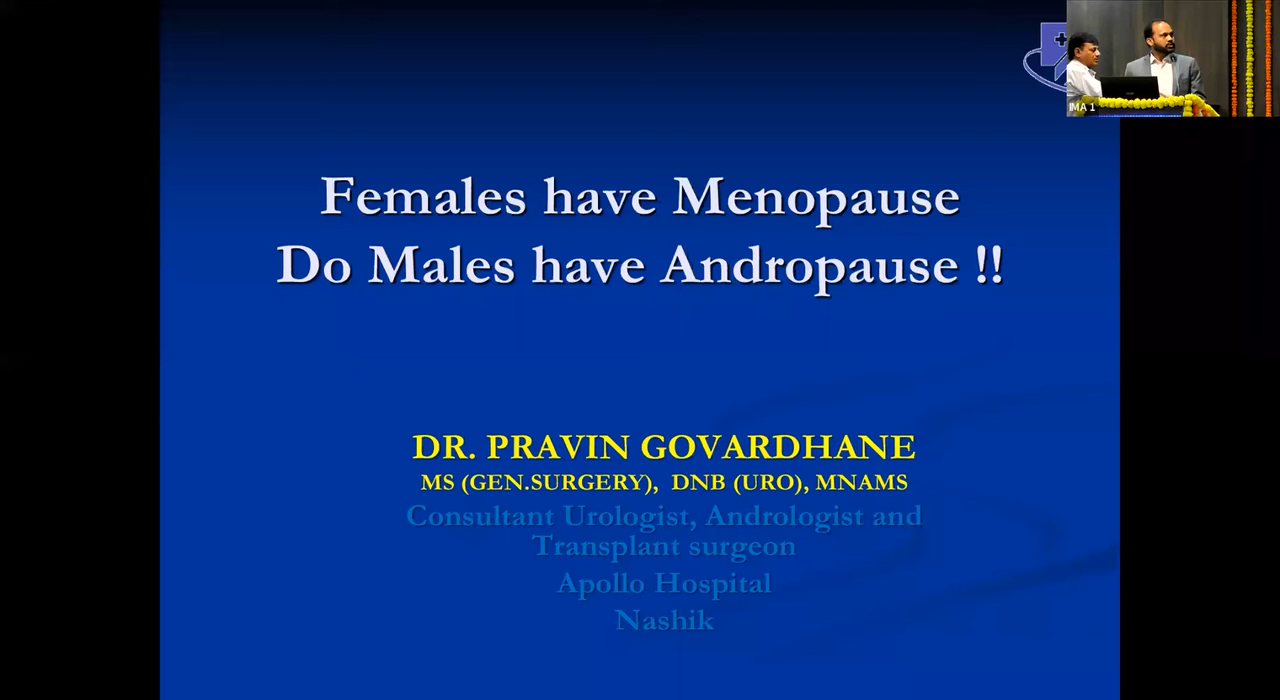 IMA 1
Females have Menopause
Do Males have Andropause !!
DR. PRAVIN GOVARDHANE
MS (GEN.SURGERY), DNB (URO), MNAMS
Consultant Urologist, Andrologist and
Transplant surgeon
Apollo Hospital
Nashik